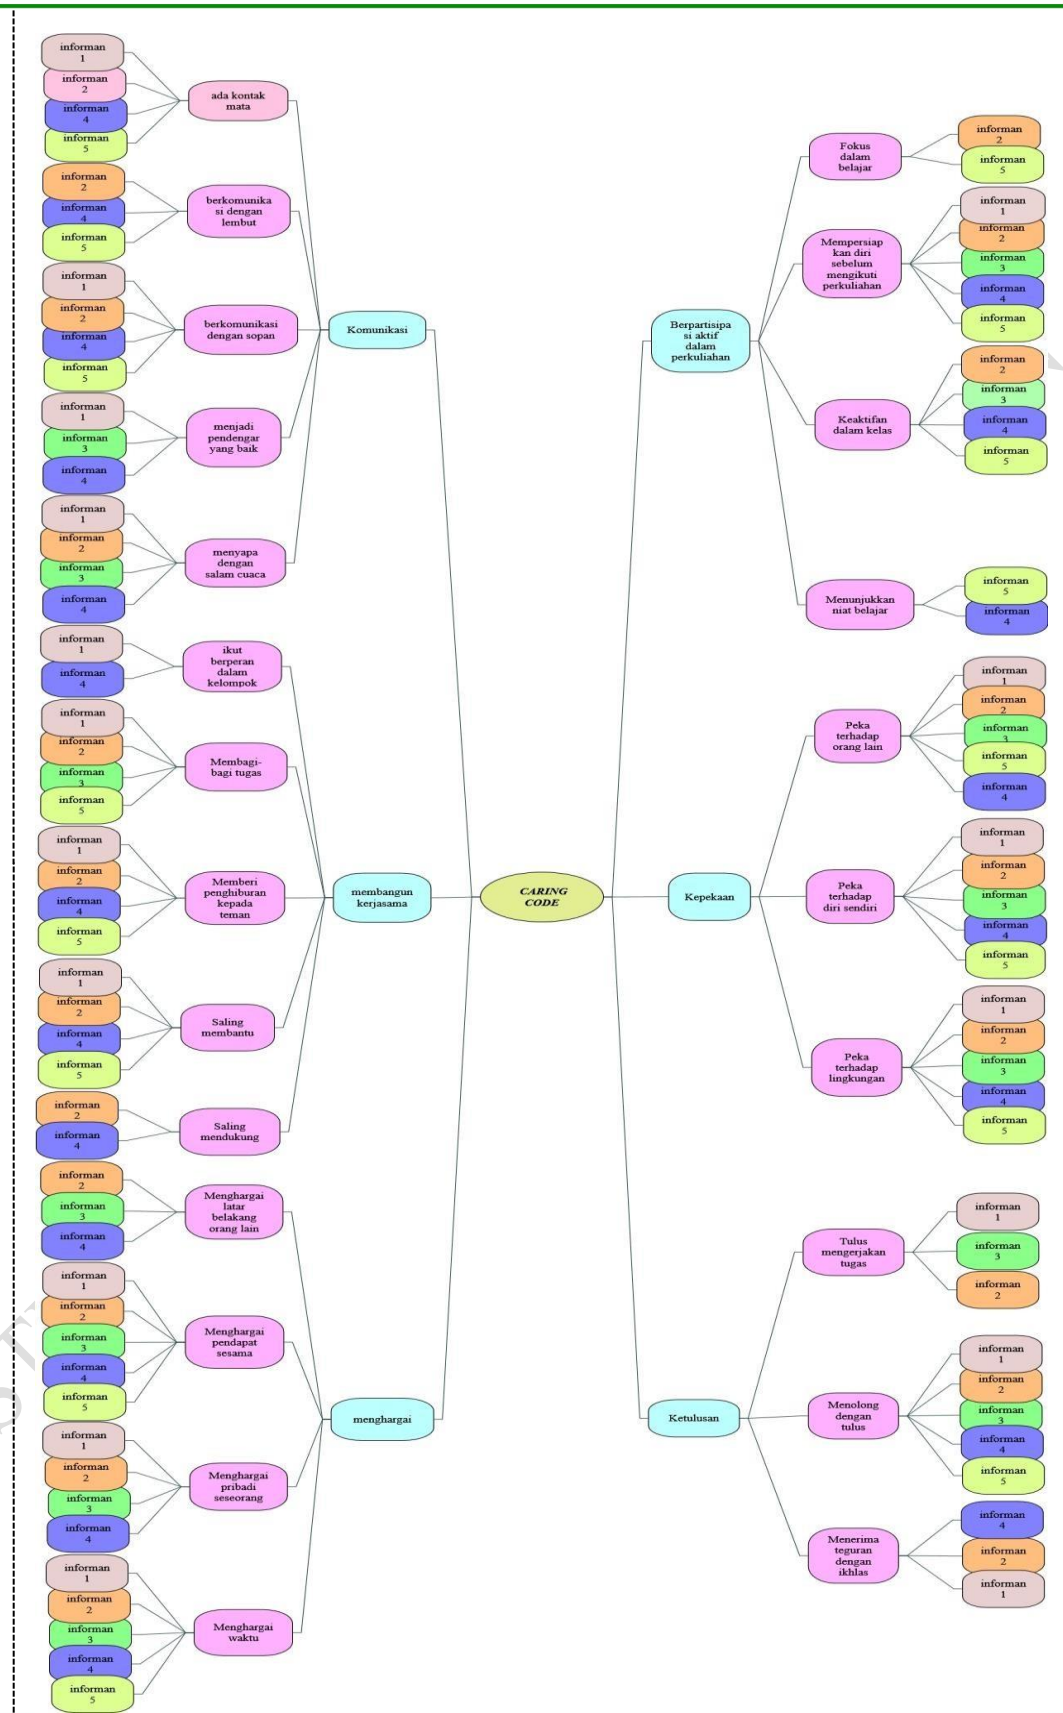 informan
1
informan
2
informan
4
informan
5
ada kontak
mata
informan
2
informan
4
informan
5
berkomunika
si dengan
lembut
informan
1
informan
2
informan
4
informan
5
berkomunikasi
dengan sopan
informan
1
informan
3
informan
4
menjadi
pendengar
yang baik
informan
1
informan
2
informan
3
informan
4
menyapa
dengan
salam cuaca
Komunikasi
informan
1
informan
4
ikut
berperan
dalam
kelompok
informan
1
informan
2
informan
3
informan
5
Membagi-
bagi tugas
informan
1
informan
2
informan
4
informan
5
Memberi
penghiburan
kepada
teman
informan
1
informan
2
informan
4
informan
5
Saling
membantu
informan
2
informan
4
Saling
mendukung
membangun
kerjasama
informan
2
informan
3
informan
4
Menghargai
latar
belakang
orang lain
informan
1
informan
2
informan
3
informan
4
informan
5
Menghargai
pendapat
sesama
informan
1
informan
2
informan
3
informan
4
Menghargai
pribadi
seseorang
informan
1
informan
2
informan
3
informan
4
informan
5
Menghargai
waktu
menghargai
CARING
CODE
Berpartisipa
si aktif
dalam
perkuliahan
Fokus
dalam
belajar
informan
2
informan
5
Mempersiap
kan diri
sebelum
mengikuti
perkuliahan
informan
1
informan
2
informan
3
informan
4
informan
5
Keaktifan
dalam kelas
informan
2
informan
3
informan
4
informan
5
Menunjukkan
niat belajar
informan
5
informan
4
Kepekaan
Peka
terhadap
orang lain
informan
1
informan
2
informan
3
informan
5
informan
4
Peka
terhadap
diri sendiri
informan
1
informan
2
informan
3
informan
4
informan
5
Peka
terhadap
lingkungan
informan
1
informan
2
informan
3
informan
4
informan
5
Ketulusan
Tulus
mengerjakan
tugas
informan
1
informan
3
informan
2
Menolong
dengan
tulus
informan
1
informan
2
informan
3
informan
4
informan
5
Menerima
teguran
dengan
ikhlas
informan
4
informan
2
informan
1